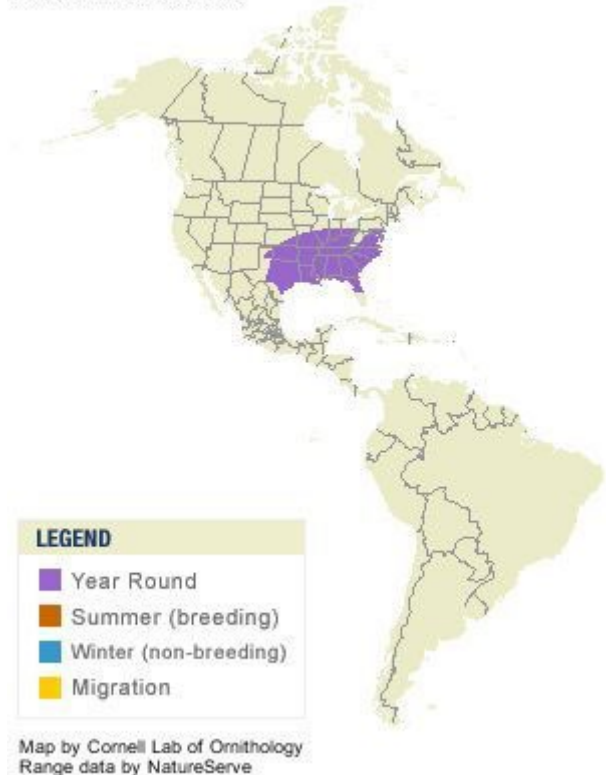 LEGEND
Year Round
Summer (breeding)
Winter (non-breeding)
Migration
Map by Cornell Lab of Ornithology
Range data by NatureServe